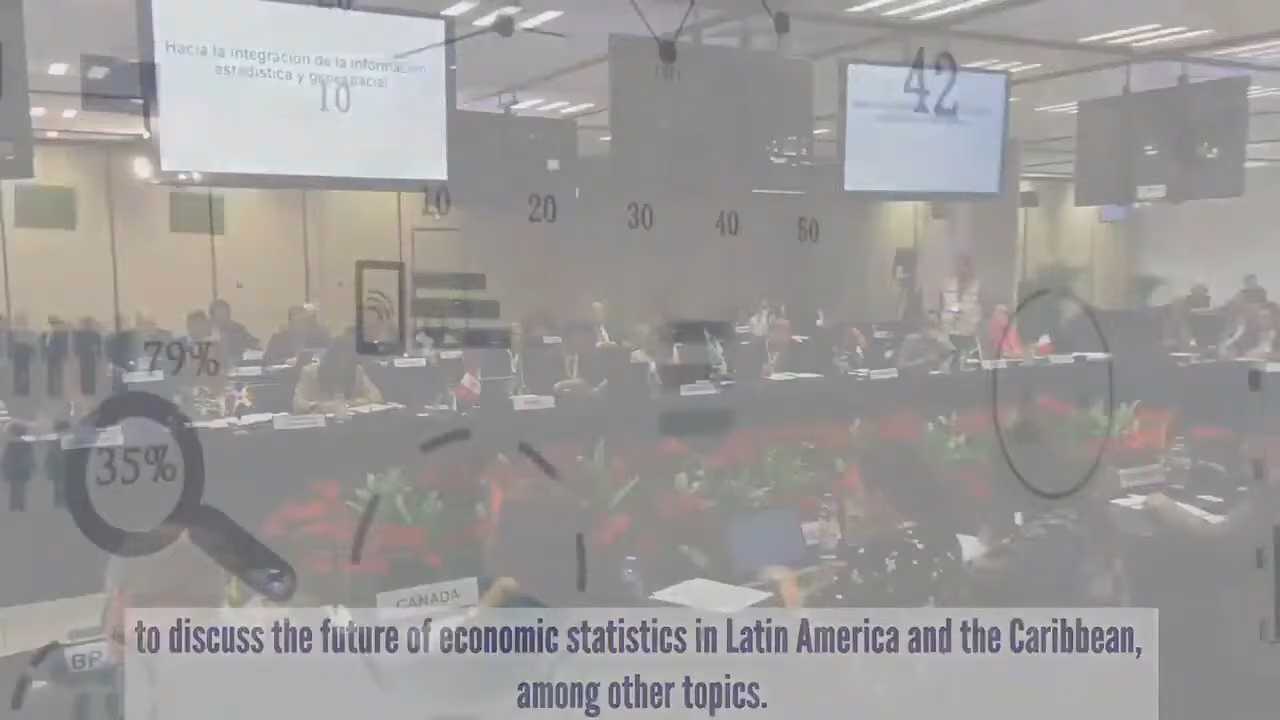 Hacia la integración de la información
estadística y geoespacial
10
42
10 20 30 40 50
79%
35%
CANADA
BP
to discuss the future of economic statistics in Latin America and the Caribbean,
among other topics.